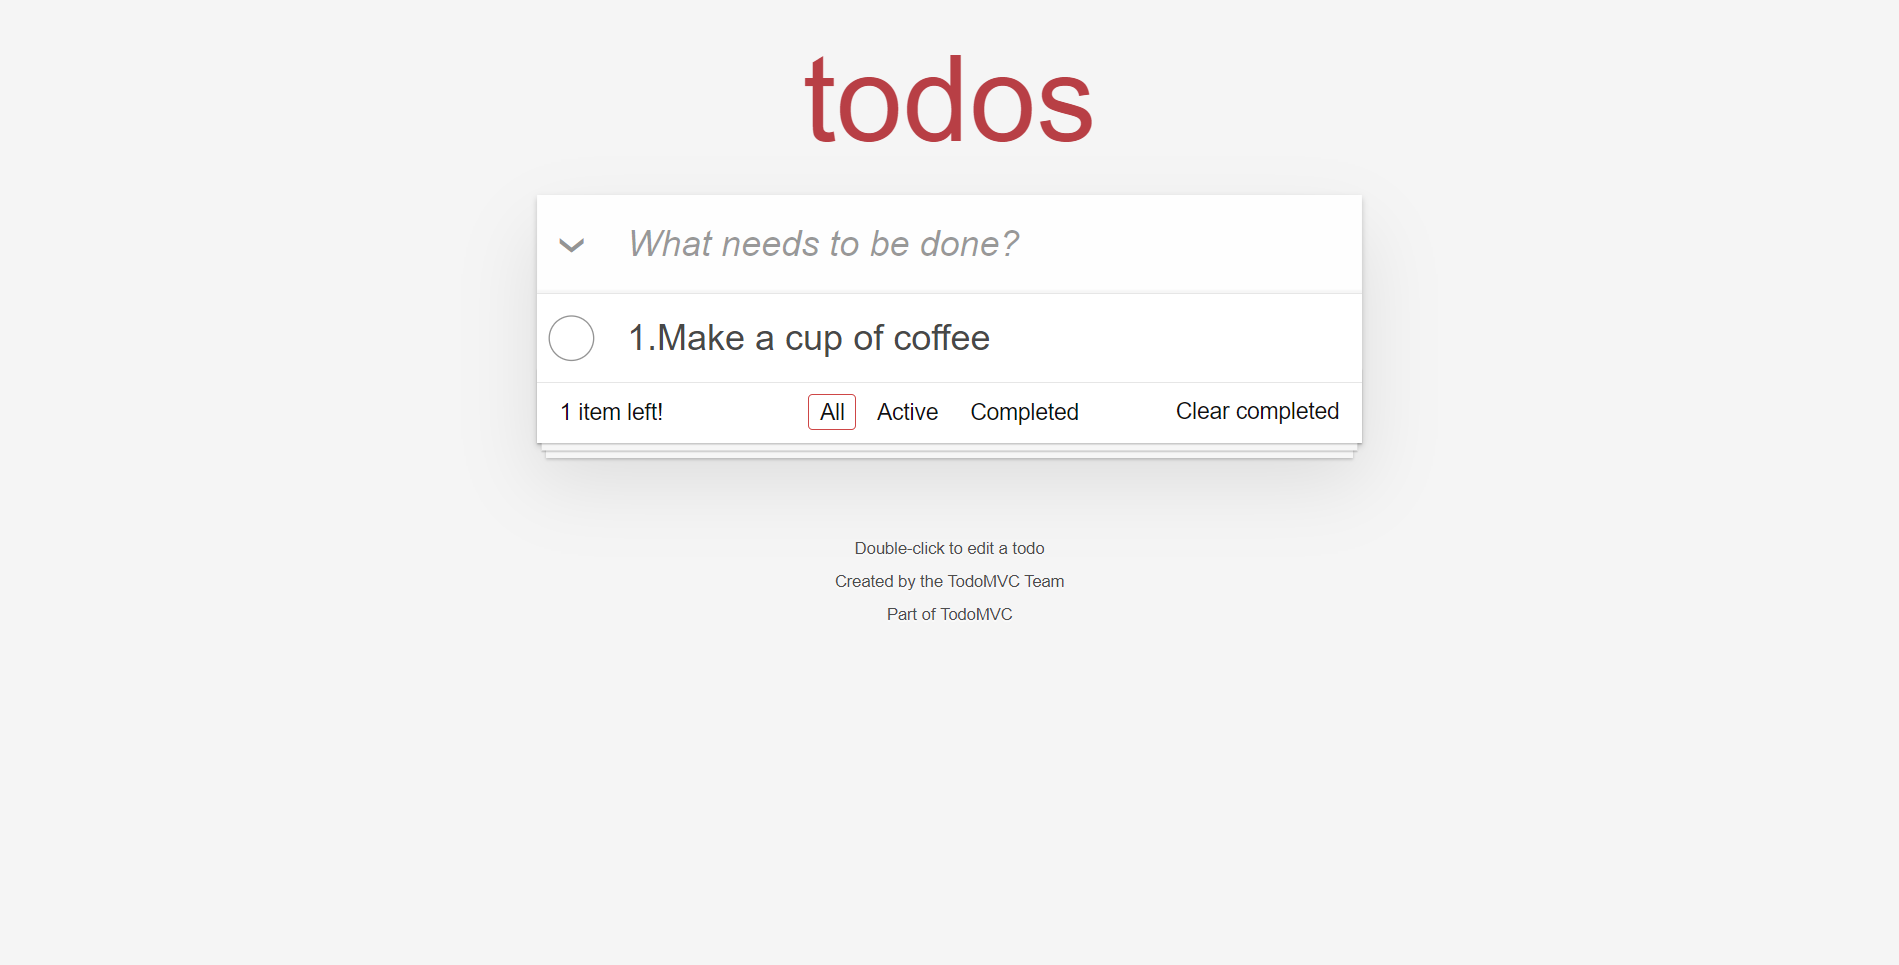 todos
What needs to be done?
1.Make a cup of coffee
1 item left! All Active Completed Clear completed
Double-click to edit a todo
Created by the TodoMVC Team
Part of TodoMVC